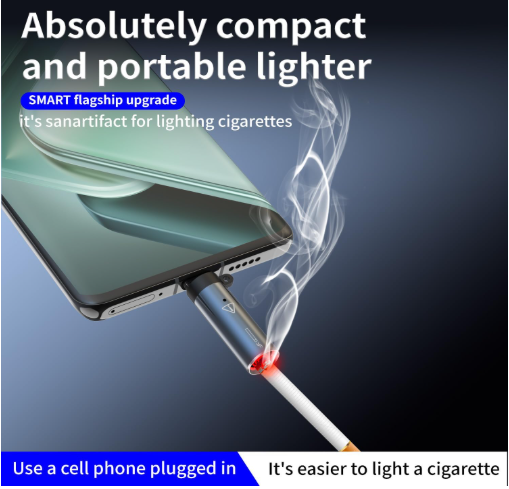 Absolutely compact
and portable lighter
SMART flagship upgrade
it's sanartifact for lighting cigarettes
Use a cell phone plugged in
It's easier to light a cigarette